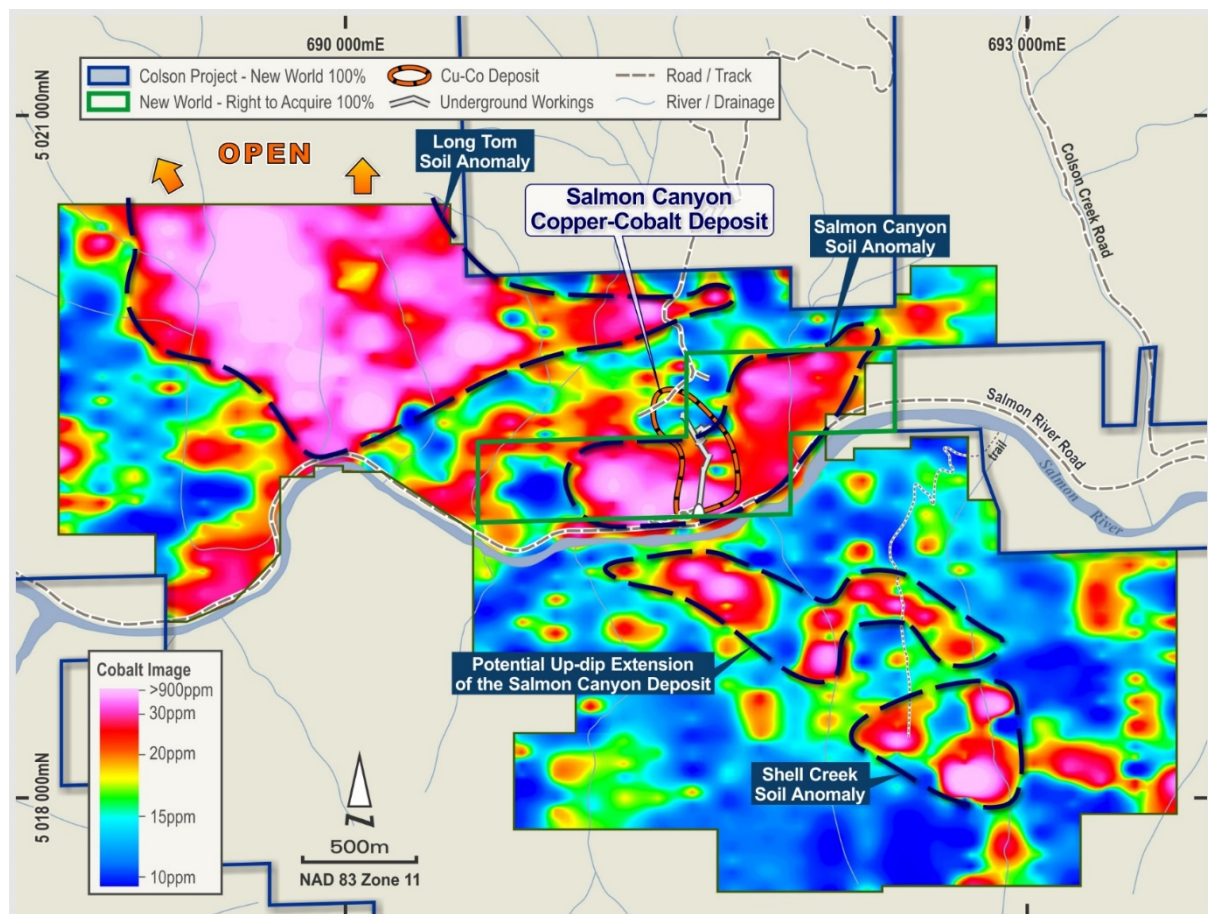 690 000mE
693 000mE
5 021 000mN
Colson Project - New World 100%
Cu-Co Deposit
Road / Track
New World - Right to Acquire 100%
Underground Workings
River / Drainage
OPEN
Long Tom
Soil Anomaly
Salmon Canyon
Copper-Cobalt Deposit
Salmon Canyon
Soil Anomaly
Colson Creek Road
Salmon River Road
trail
Salmon
River
Potential Up-dip Extension
of the Salmon Canyon Deposit
Shell Creek
Soil Anomaly
Cobalt Image
>900ppm
30ppm
20ppm
15ppm
10ppm
5 018 000mN
N
500m
NAD 83 Zone 11